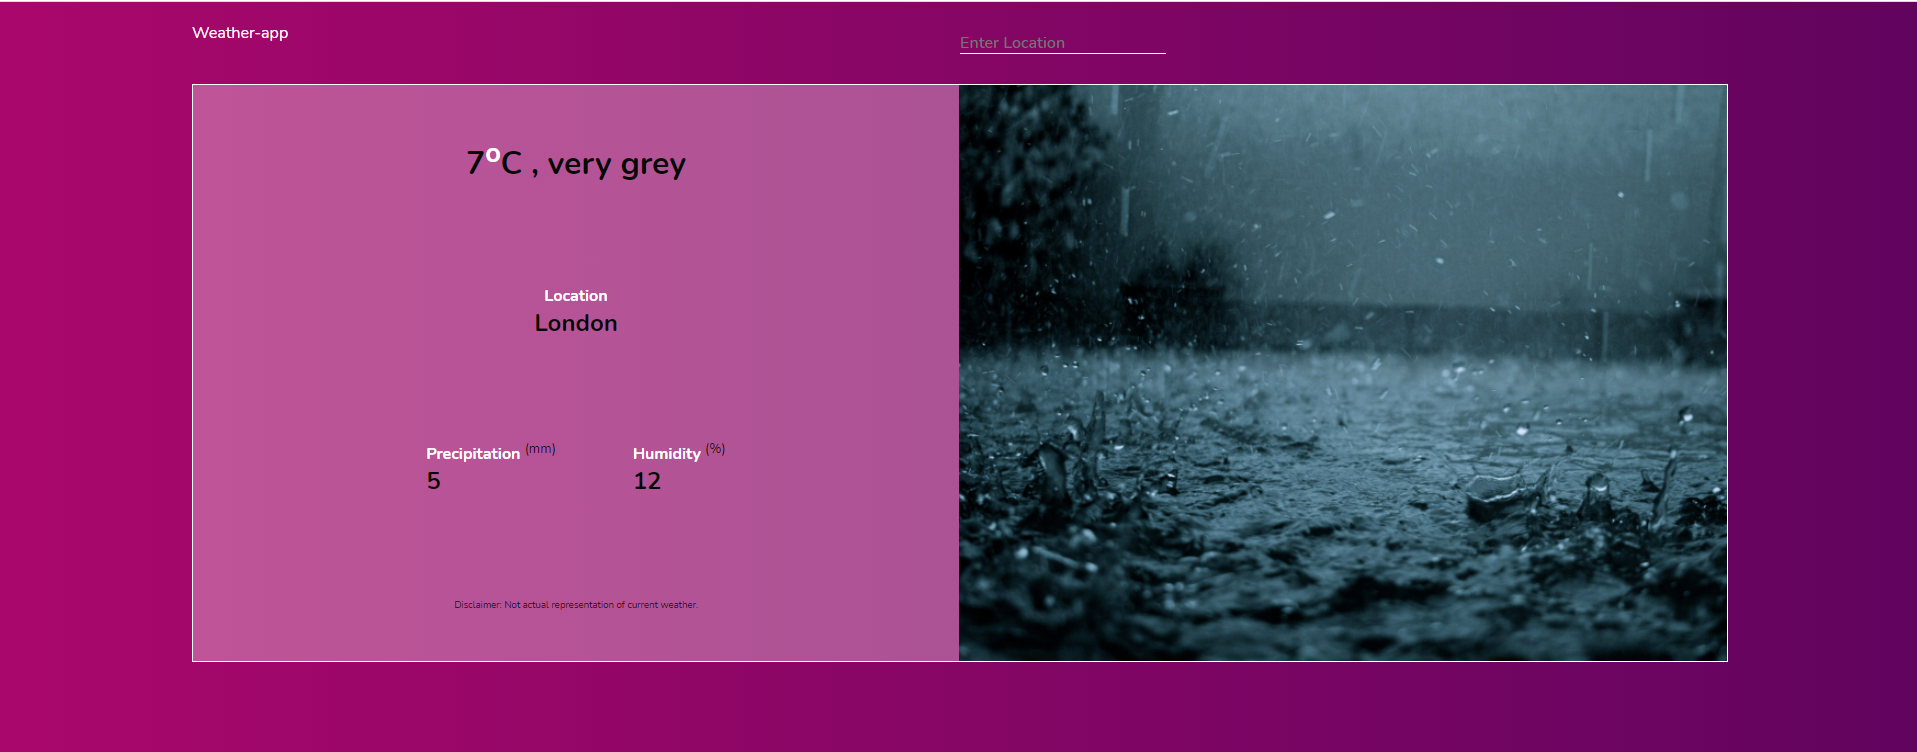 Weather-app
Enter Location
7ºC , very grey
Location
London
Precipitation (mm) Humidity (%)
5 12
Disclaimer: Not actual representation of current weather.